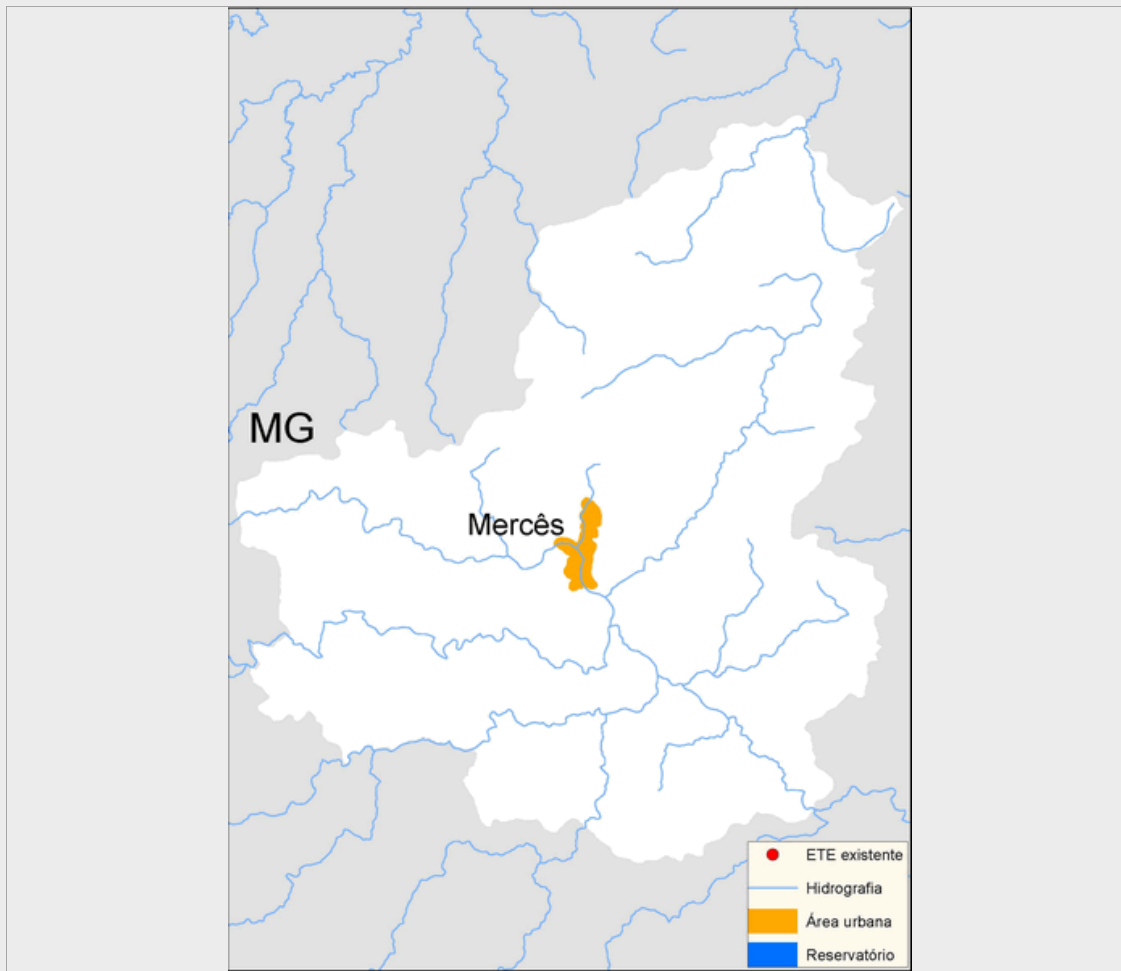 MG
Mercês
ETE existente
Hidrografia
Área urbana
Reservatório